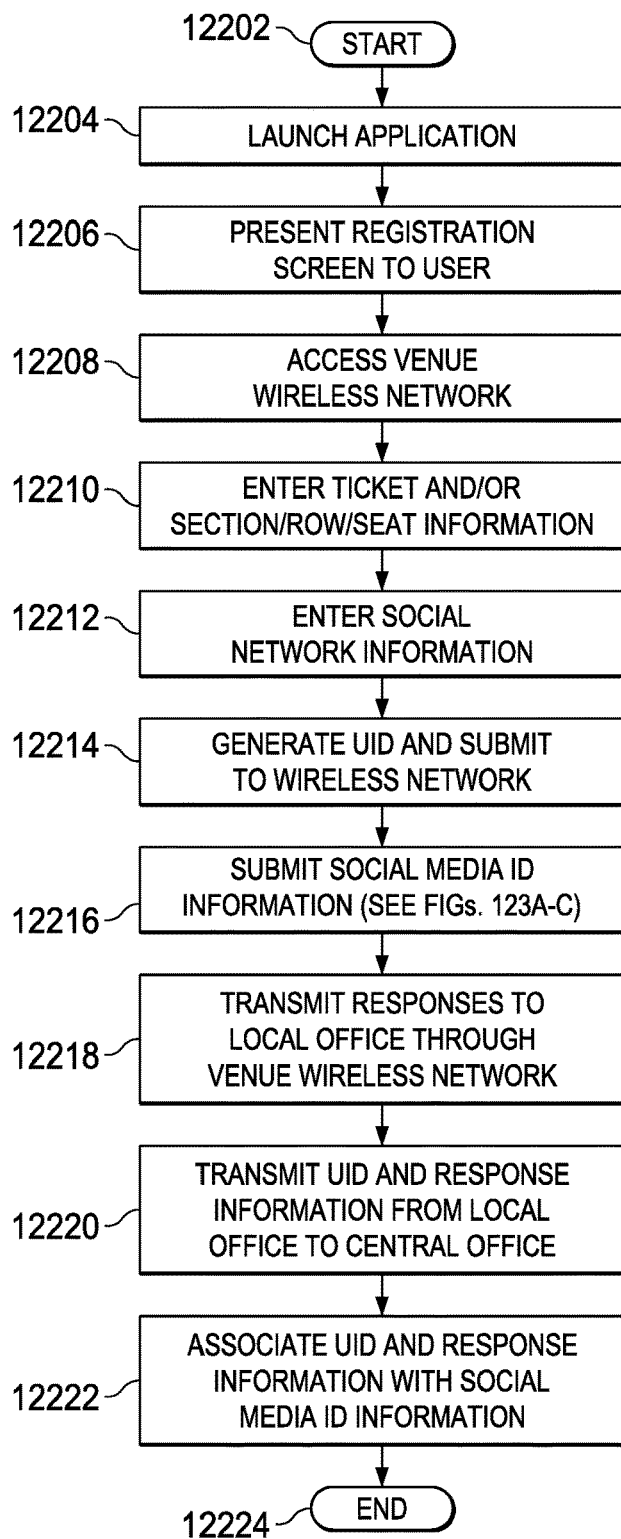 12202
START
12204
LAUNCH APPLICATION
12206
PRESENT REGISTRATION
SCREEN TO USER
12208
ACCESS VENUE
WIRELESS NETWORK
12210
ENTER TICKET AND/OR
SECTION/ROW/SEAT INFORMATION
12212
ENTER SOCIAL
NETWORK INFORMATION
12214
GENERATE UID AND SUBMIT
TO WIRELESS NETWORK
12216
SUBMIT SOCIAL MEDIA ID
INFORMATION (SEE FIGs. 123A-C)
12218
TRANSMIT RESPONSES TO
LOCAL OFFICE THROUGH
VENUE WIRELESS NETWORK
12220
TRANSMIT UID AND RESPONSE
INFORMATION FROM LOCAL
OFFICE TO CENTRAL OFFICE
12222
ASSOCIATE UID AND RESPONSE
INFORMATION WITH SOCIAL
MEDIA ID INFORMATION
12224
END